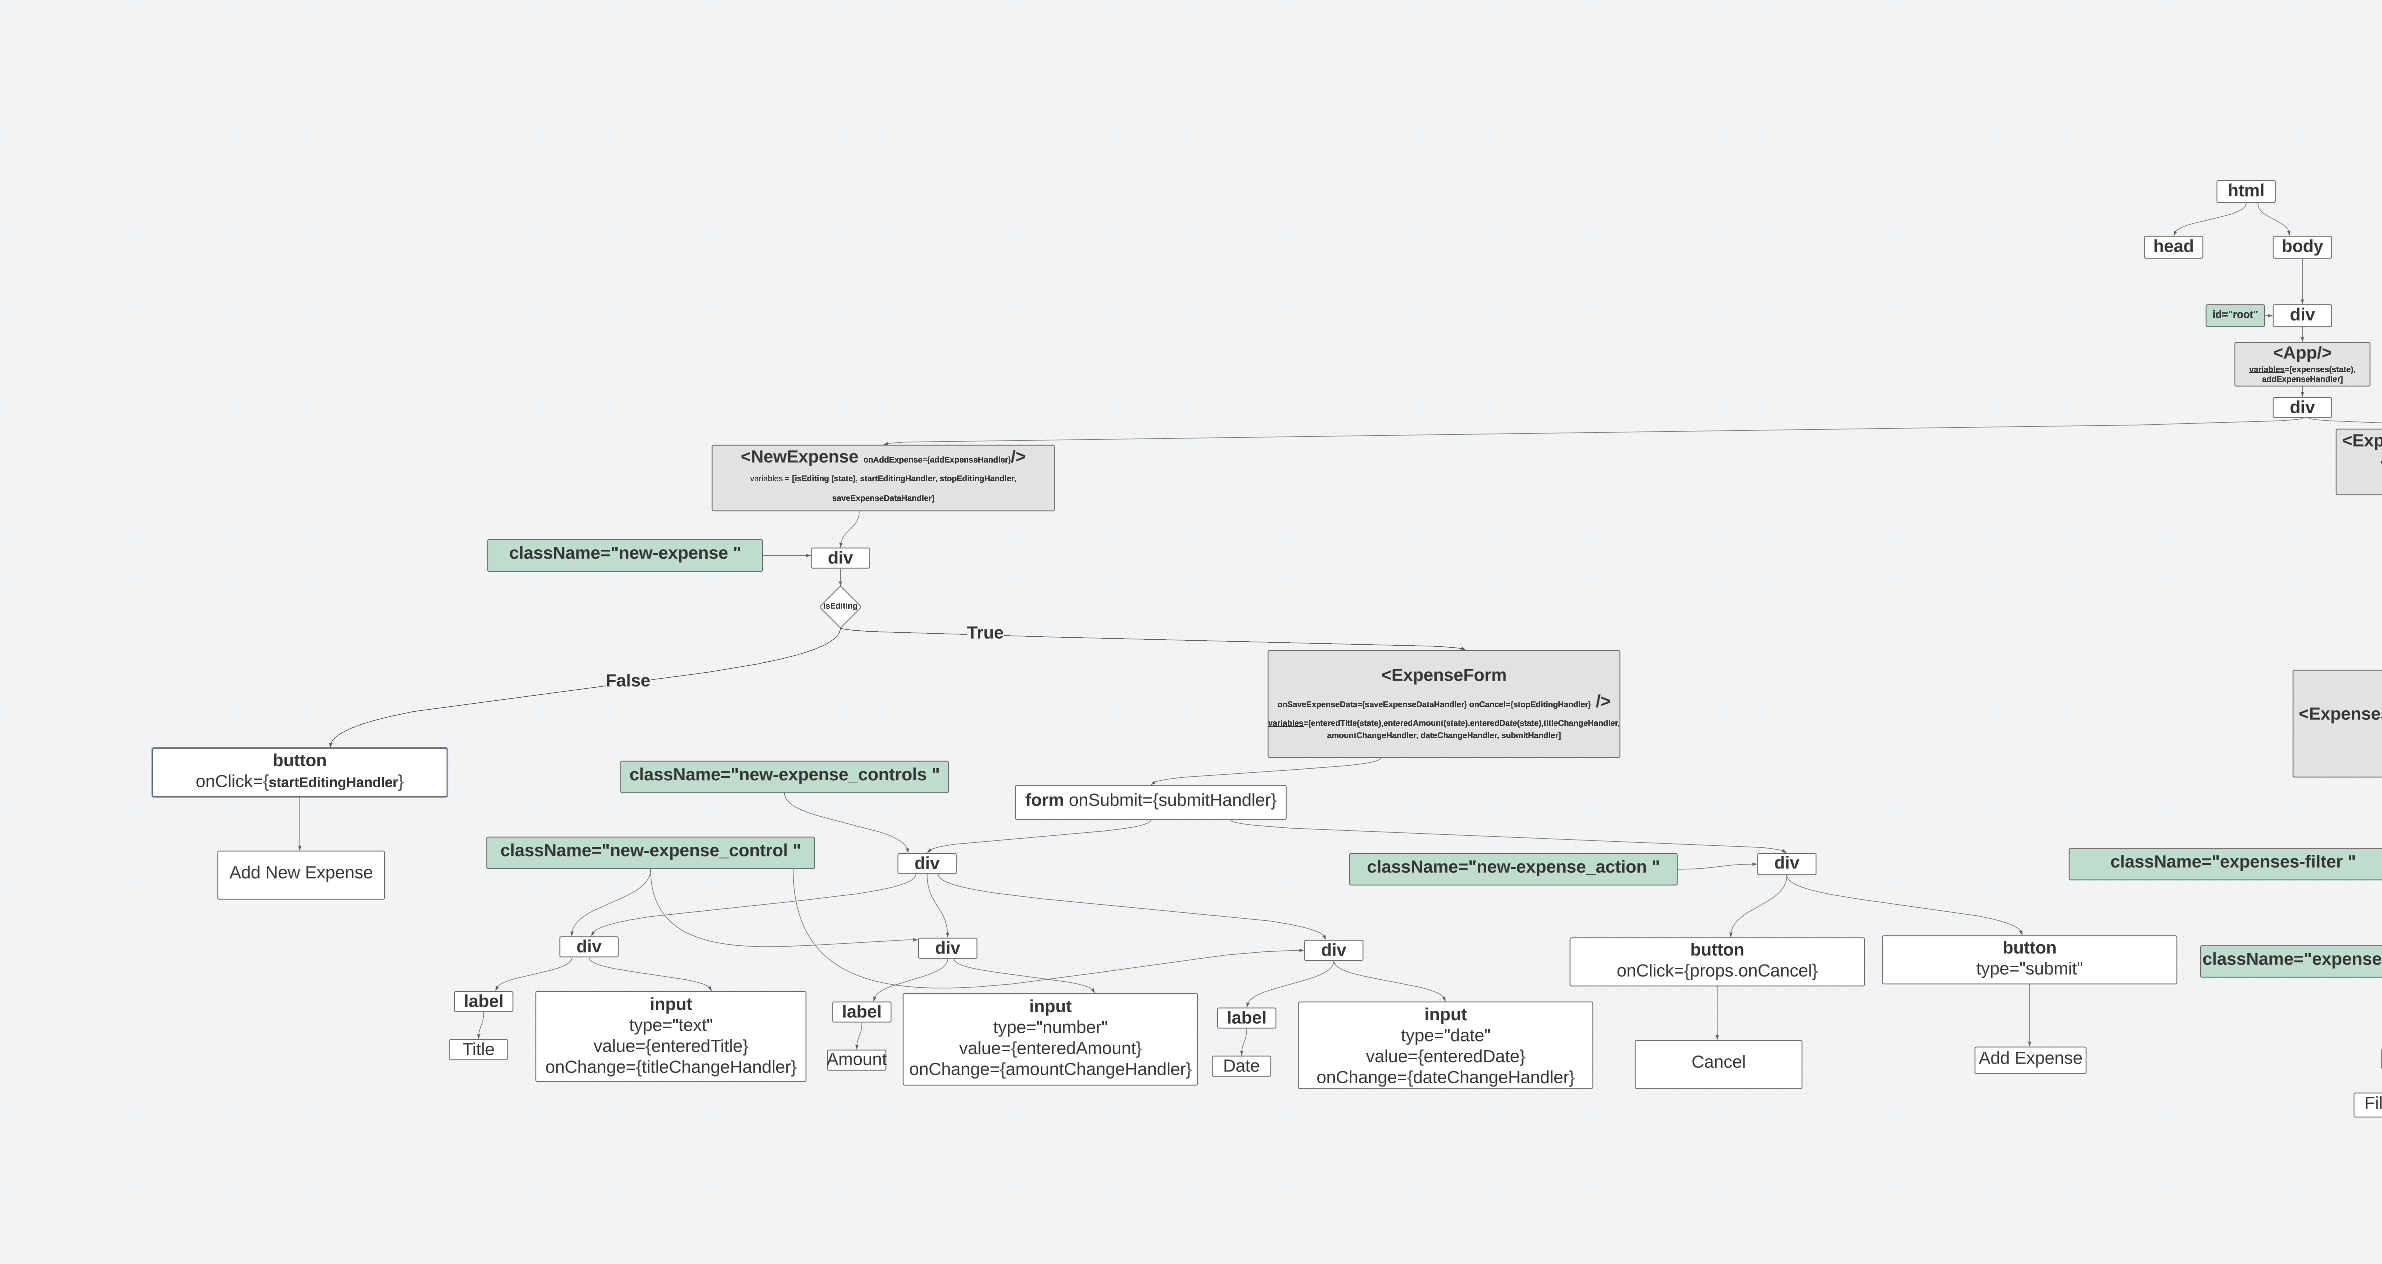 html
head
body
id="root"
div
<App/>
variables=[expenses(state),
addExpenseHandler]
div
<NewExpense onAddExpense={addExpenseHandler}/>
variables = [isEditing (state), startEditingHandler, stopEditingHandler,
saveExpenseDataHandler]
<Exp
className="new-expense "
div
isEditing
True
False
<ExpenseForm
onSaveExpenseData={saveExpenseDataHandler} onCancel={stopEditingHandler} />
variables=[enteredTitle(state),enteredAmount(state).enteredDate(state),titleChangeHandler,
amountChangeHandler, dateChangeHandler, submitHandler]
<Expense
button
onClick={startEditingHandler}
Add New Expense
className="new-expense_controls "
form onSubmit={submitHandler}
className="new-expense_control "
div
className="new-expense_action "
div
className="expenses-filter "
div
div
div
button
onClick={props.onCancel}
button
type="submit"
className="expense
label
Title
input
type="text"
value={enteredTitle}
onChange={titleChangeHandler}
label
Amount
input
type="number"
value={enteredAmount}
onChange={amountChangeHandler}
label
Date
input
type="date"
value={enteredDate}
onChange={dateChangeHandler}
Cancel
Add Expense
Fil